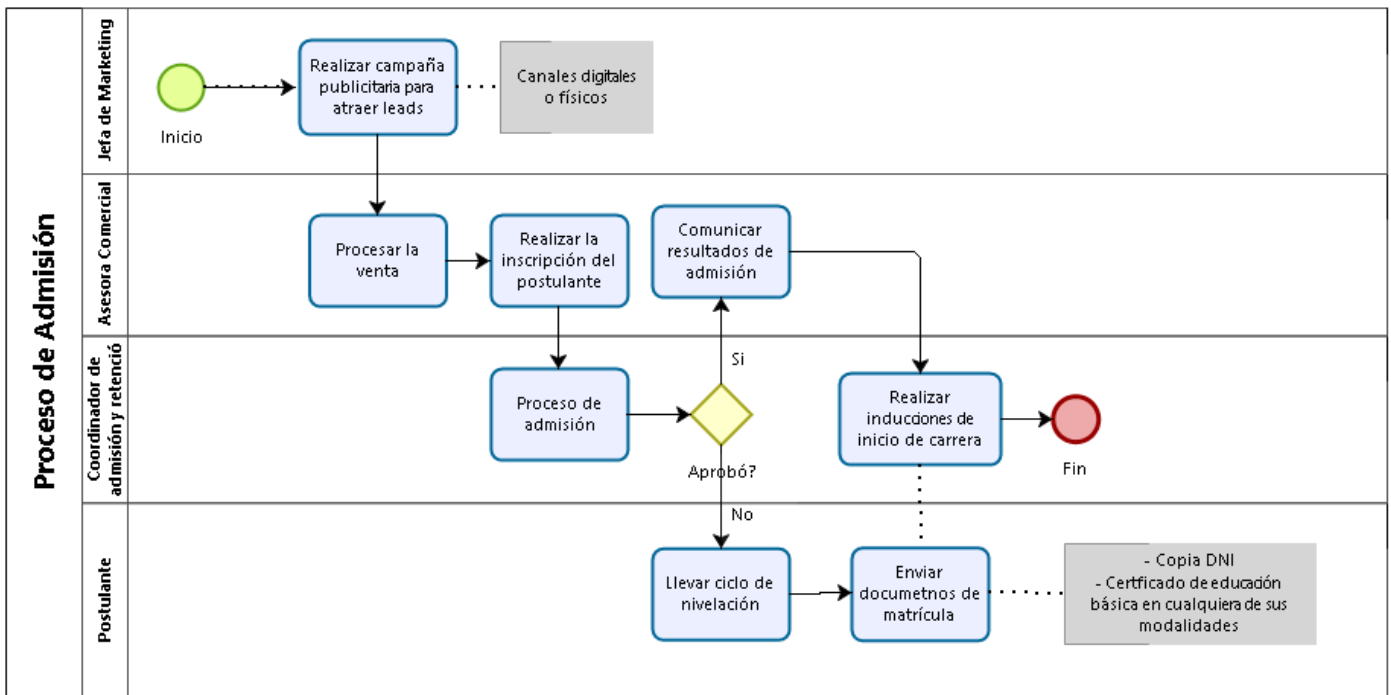 Proceso de Admisión
Jefa de Marketing
Inicio
Realizar campaña
publicitaria para
atraer leads
Canales digitales
o físicos
Asesora Comercial
Procesar la
venta
Realizar la
inscripción del
postulante
Comunicar
resultados de
admisión
Coordinador de
admisión y retenció
Proceso de
admisión
Si
Aprobó?
No
Realizar
inducciones de
inicio de carrera
Fin
Postulante
Llevar ciclo de
nivelación
Enviar
documetnos de
matrícula
- Copia DNI
- Certficado de educación
básica en cualquiera de sus
modalidades